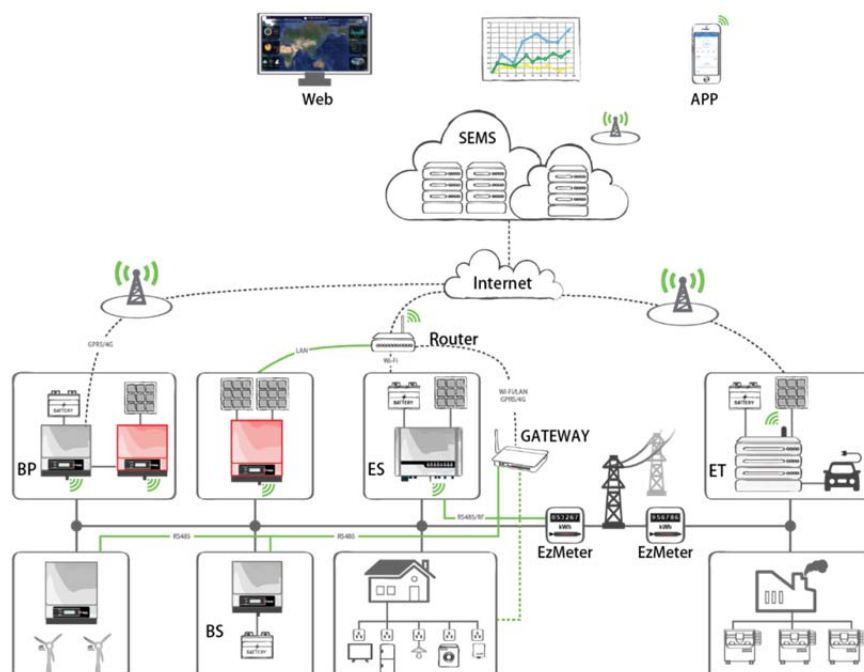 Web
APP
SEMS
Internet
GPRS/4G
LAN
Router
Wi-Fi
WI-FI/LAN
GPRS/4G
BATTERY
BATTERY
BATTERY
GATEWAY
BP
ES
ET
RS485/RF
kWh
kWh
RS485
RS485
EzMeter
EzMeter
BS
BATTERY